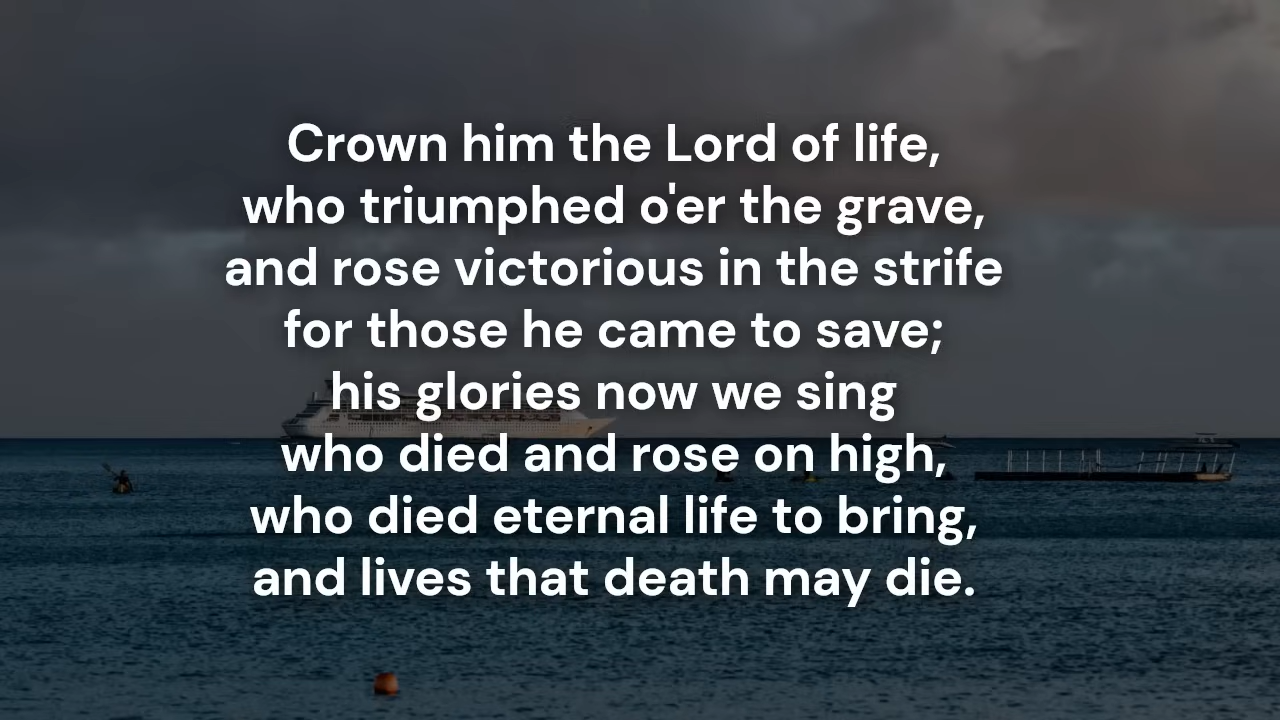 Crown him the Lord of life,
who triumphed o'er the grave,
and rose victorious in the strife
for those he came to save;
his glories now we sing
who died and rose on high,
who died eternal life to bring,
and lives that death may die.